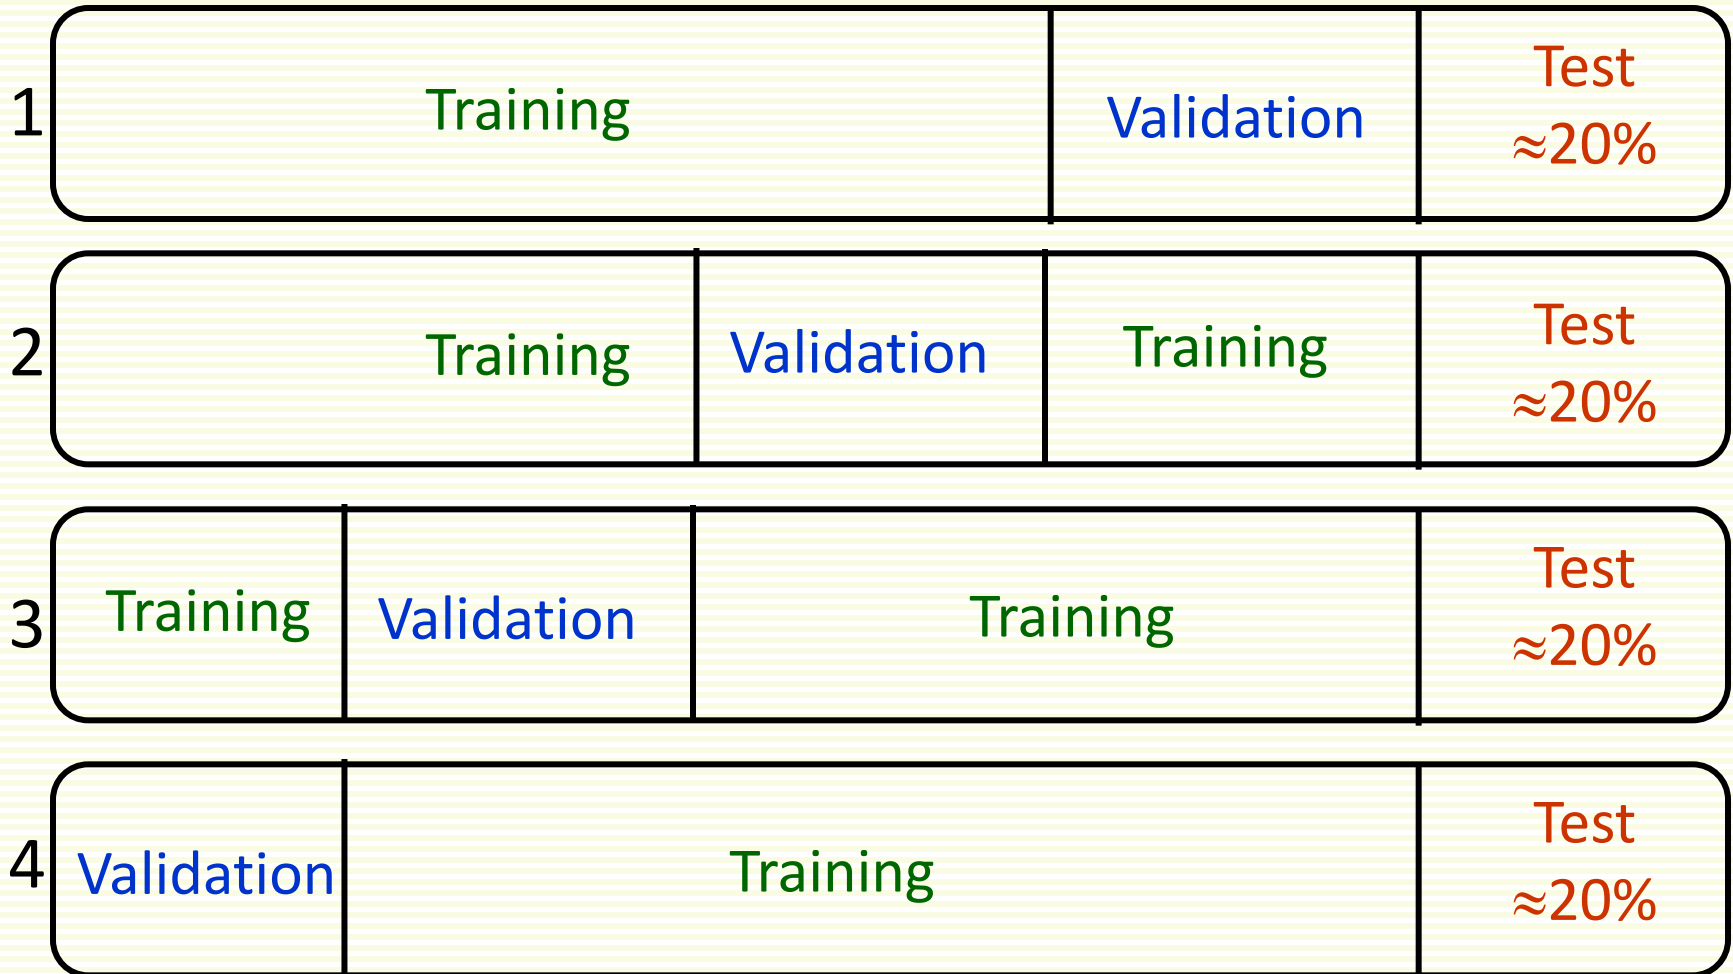 1
Training
Validation
Test
≈20%
2
Training
Validation
Training
Test
≈20%
3
Training
Validation
Training
Test
≈20%
4
Validation
Training
Test
≈20%